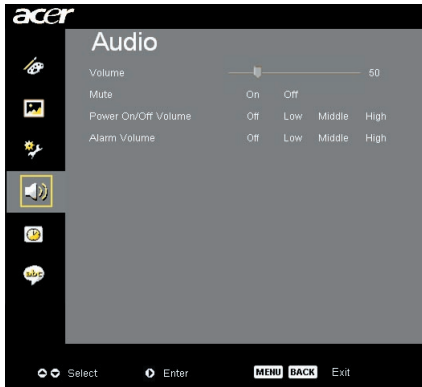 acer
Audio
Volume 50
Mute On Off
Power On/Off Volume Off Low Middle High
Alarm Volume Off Low Middle High
abc
Select Enter MENU BACK Exit